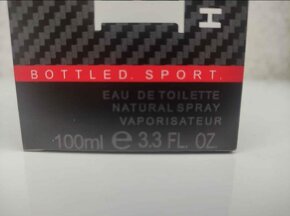 H
BOTTLED. SPORT.
EAU DE TOILETTE
NATURAL SPRAY
VAPORISATEUR
100ml e 3.3 FL. OZ.